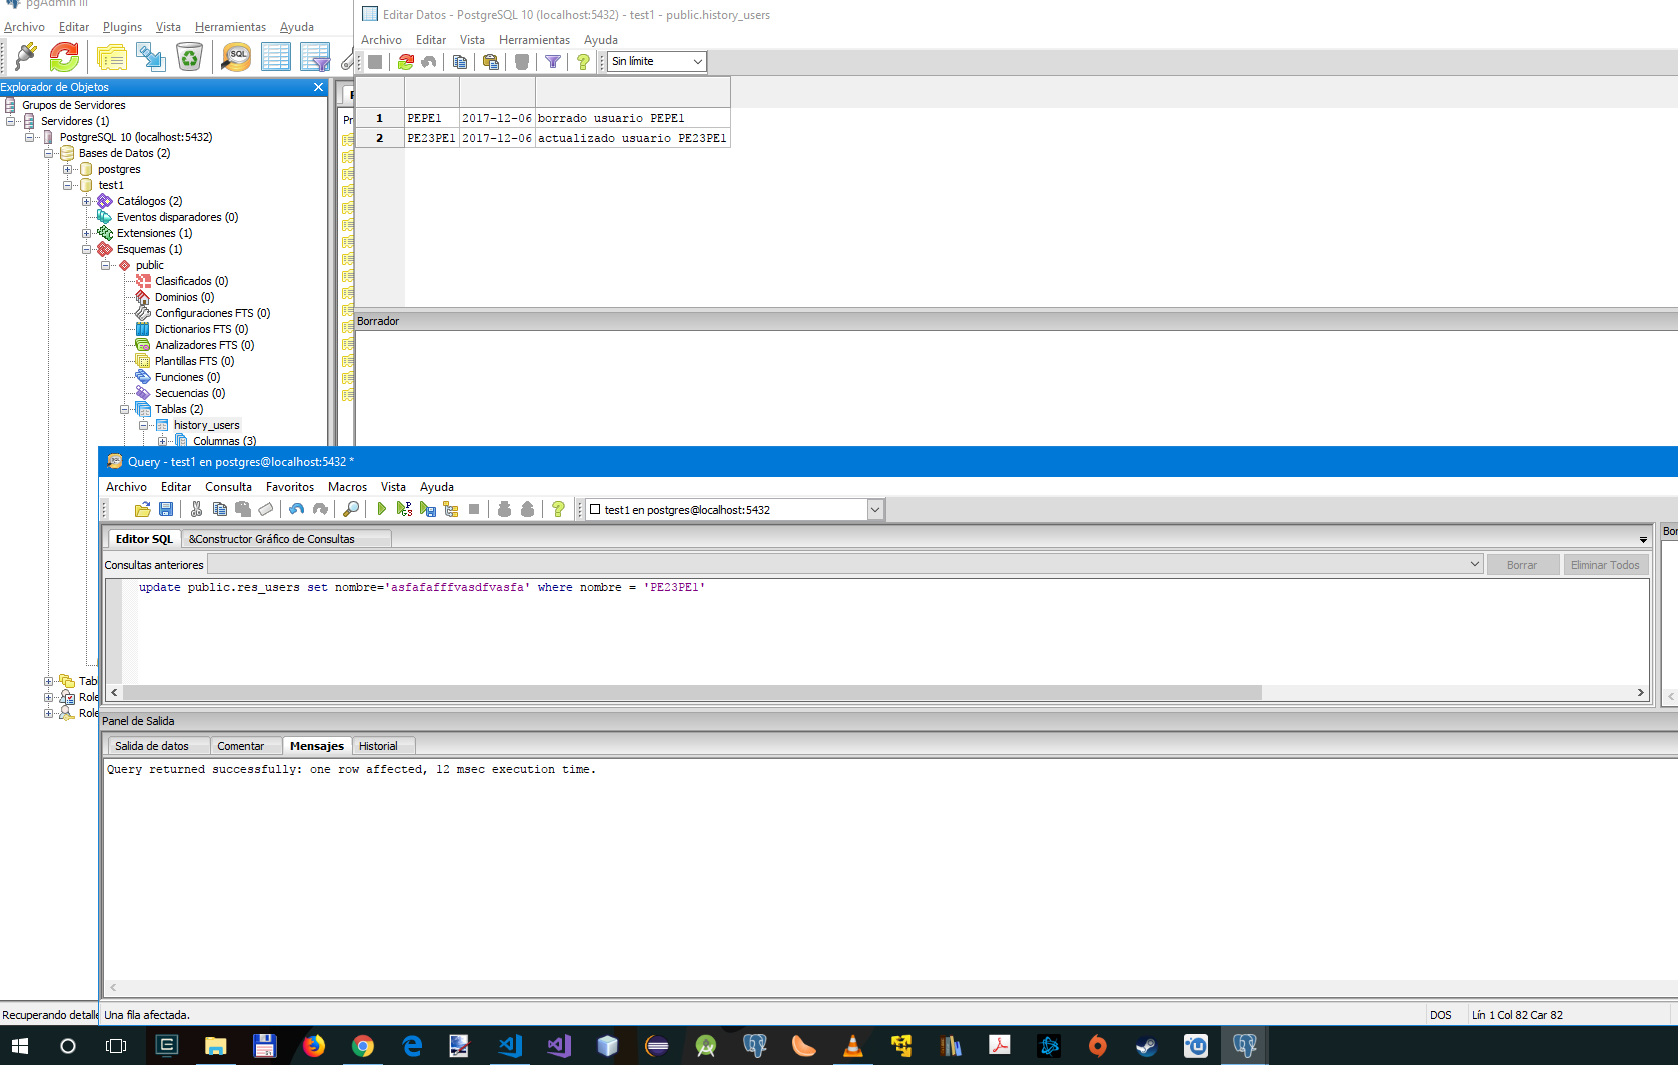 pgAdmin III
Archivo Editar Plugins Vista Herramientas Ayuda
SQL
Explorador de Objetos
Grupos de Servidores
Servidores (1)
PostgreSQL 10 (localhost:5432)
Bases de Datos (2)
postgres
test1
Catálogos (2)
Eventos disparadores (0)
Extensiones (1)
Esquemas (1)
public
Clasificados (0)
Dominios (0)
Configuraciones FTS (0)
Dictionarios FTS (0)
Analizadores FTS (0)
Plantillas FTS (0)
Funciones (0)
Secuencias (0)
Tablas (2)
history_users
Columnas (3)
Tab
Role
Role
Recuperando detalle
Pr
Editar Datos - PostgreSQL 10 (localhost:5432) - test1 - public.history_users
Archivo Editar Vista Herramientas Ayuda
Sin límite
1 PEPE1 2017-12-06 borrado usuario PEPE1
2 PE23PE1 2017-12-06 actualizado usuario PE23PE1
Borrador
Query - test1 en postgres@localhost:5432 *
Archivo Editar Consulta Favoritos Macros Vista Ayuda
test1 en postgres@localhost:5432
Editor SQL &Constructor Gráfico de Consultas
Bor
Consultas anteriores Borrar Eliminar Todos
update public.res_users set nombre='asfafafffvasdfvasfa' where nombre = 'PE23PE1'
Panel de Salida
Salida de datos Comentar Mensajes Historial
Query returned successfully: one row affected, 12 msec execution time.
Una fila afectada.
DOS Lín 1 Col 82 Car 82